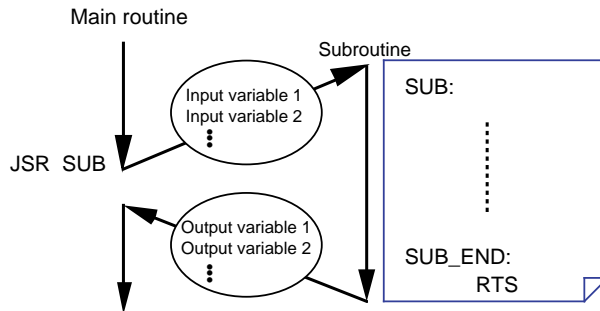 Main routine
Subroutine
Input variable 1
Input variable 2
JSR SUB
Output variable 1
Output variable 2
SUB:
SUB_END:
RTS